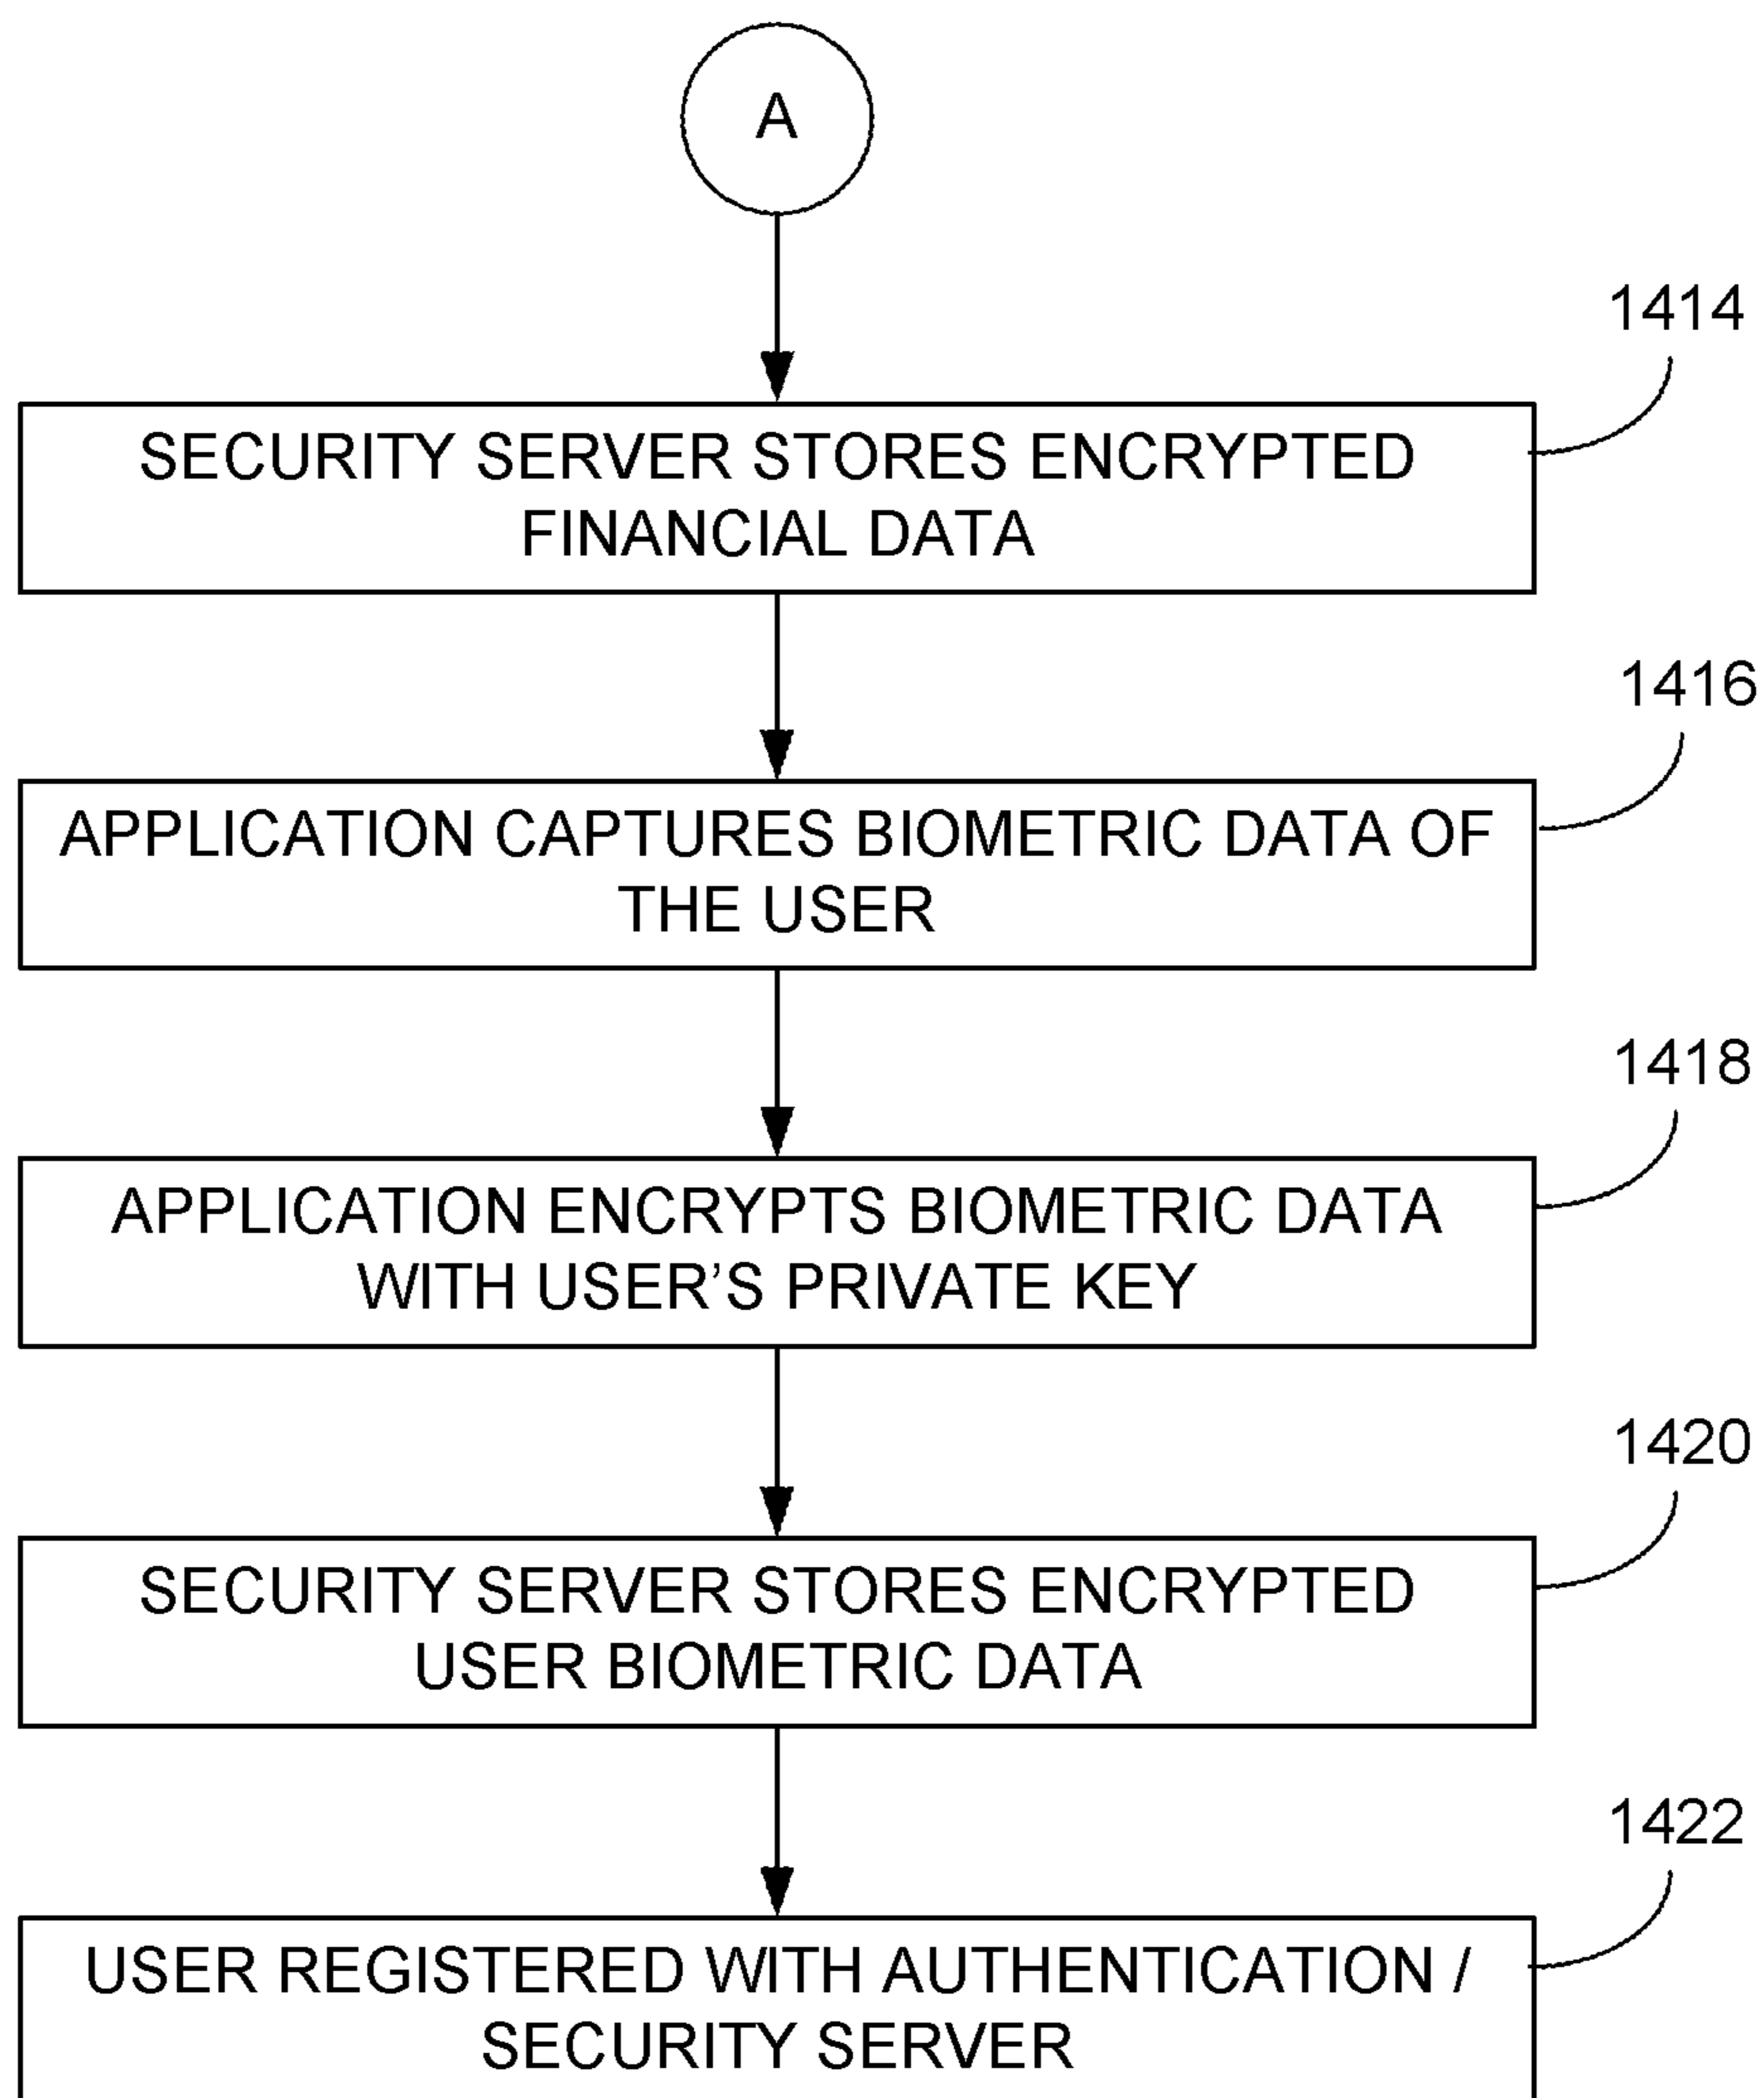 A
1414
SECURITY SERVER STORES ENCRYPTED
FINANCIAL DATA
1416
APPLICATION CAPTURES BIOMETRIC DATA OF
THE USER
1418
APPLICATION ENCRYPTS BIOMETRIC DATA
WITH USER’S PRIVATE KEY
1420
SECURITY SERVER STORES ENCRYPTED
USER BIOMETRIC DATA
1422
USER REGISTERED WITH AUTHENTICATION /
SECURITY SERVER